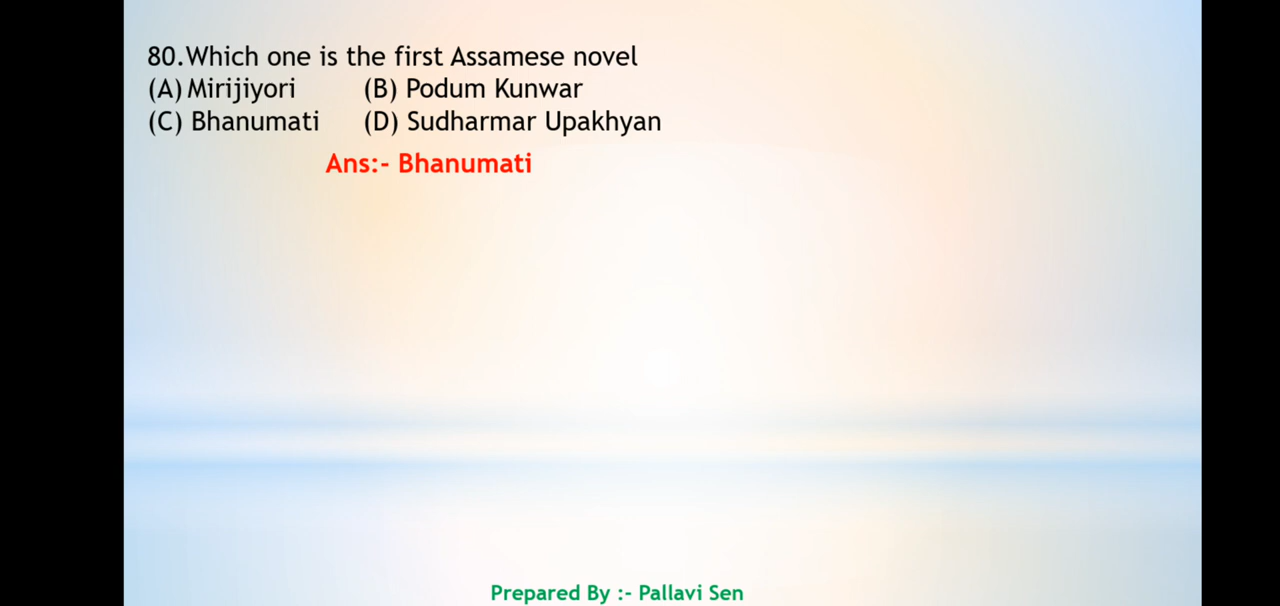 80.Which one is the first Assamese novel
(A) Mirijiyori (B) Podum Kunwar
(C) Bhanumati (D) Sudharmar Upakhyan
Ans:- Bhanumati
Prepared By :- Pallavi Sen